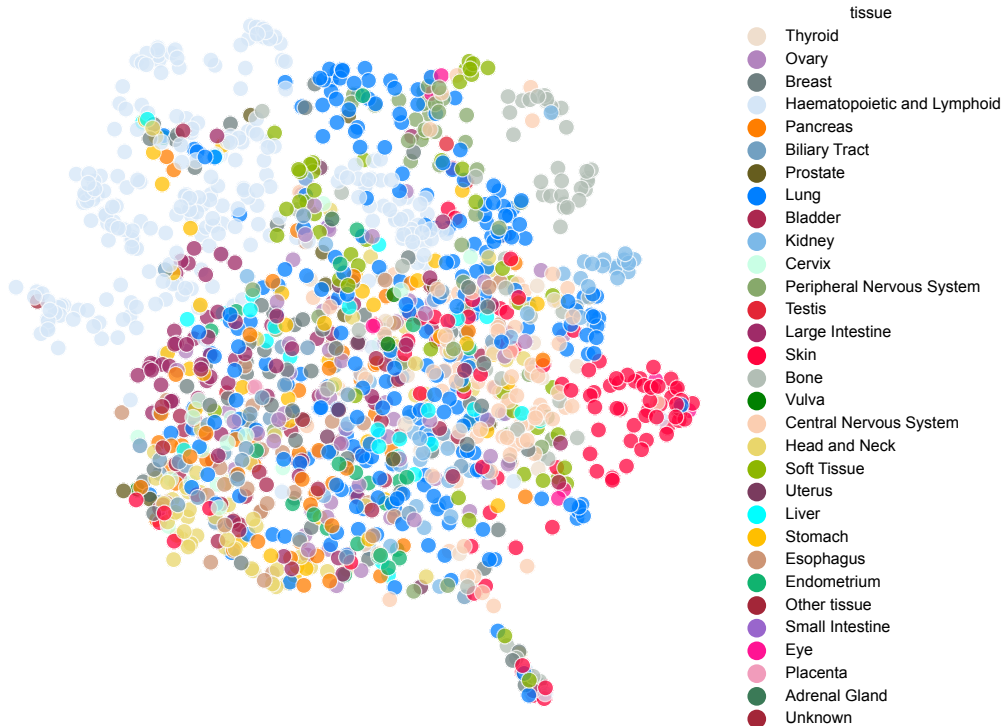 tissue
Thyroid
Ovary
Breast
Haematopoietic and Lymphoid
Pancreas
Biliary Tract
Prostate
Lung
Bladder
Kidney
Cervix
Peripheral Nervous System
Testis
Large Intestine
Skin
Bone
Vulva
Central Nervous System
Head and Neck
Soft Tissue
Uterus
Liver
Stomach
Esophagus
Endometrium
Other tissue
Small Intestine
Eye
Placenta
Adrenal Gland
Unknown